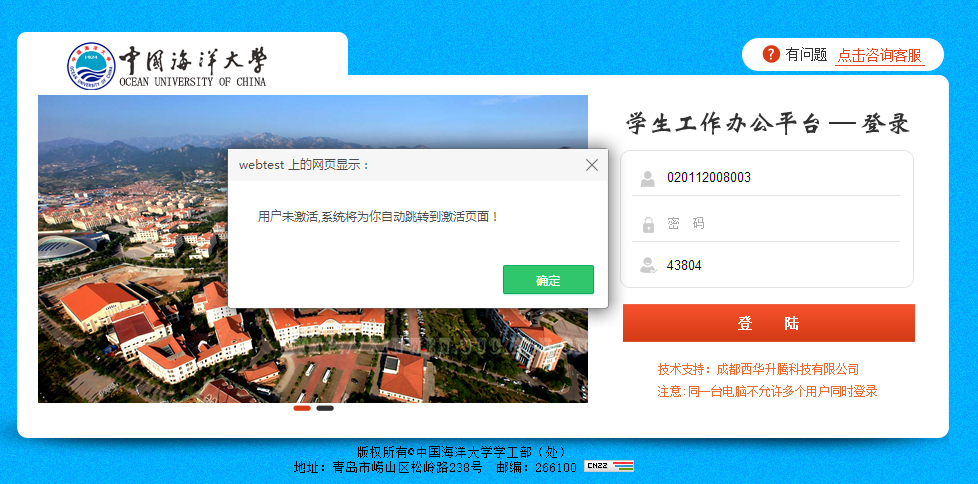 1924
中国海洋大學
OCEAN UNIVERSITY OF CHINA
? 有问题 点击咨询客服
学生工作办公平台 — 登录
webtest 上的网页显示：
用户未激活,系统将为你自动跳转到激活页面！
确定
020112008003
密 码
43804
登 陆
技术支持：成都西华升腾科技有限公司
注意:同一台电脑不允许多个用户同时登录
版权所有©中国海洋大学学工部（处）
地址：青岛市崂山区松岭路238号 邮编：266100 CNZZ